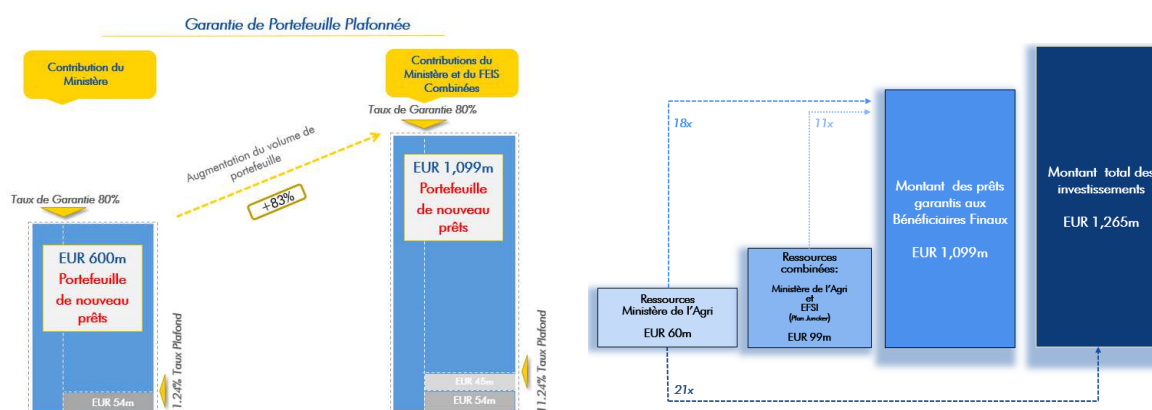 Garantie de Portefeuille Plafonnée
Contribution du
Ministère
Contributions du
Ministère et du FEIS
Combinées
Taux de Garantie 80%
Augmentation du volume de
portefeuille
+83%
EUR 1,099m
Portefeuille
de nouveau
prêts
Taux de Garantie 80%
EUR 600m
Portefeuille
de nouveau
prêts
1.24% Taux Plafond
EUR 54m
EUR 45m
EUR 54m
11.24% Taux Plafond
18x
11x
Ressources
Ministère de l'Agri
EUR 60m
Ressources
combinées:
Ministère de l'Agri
et
EFSI
(Plan Juncker)
EUR 99m
Montant des prêts
garantis aux
Bénéficiaires Finaux
EUR 1,099m
Montant total des
investissements
EUR 1,265m
21x